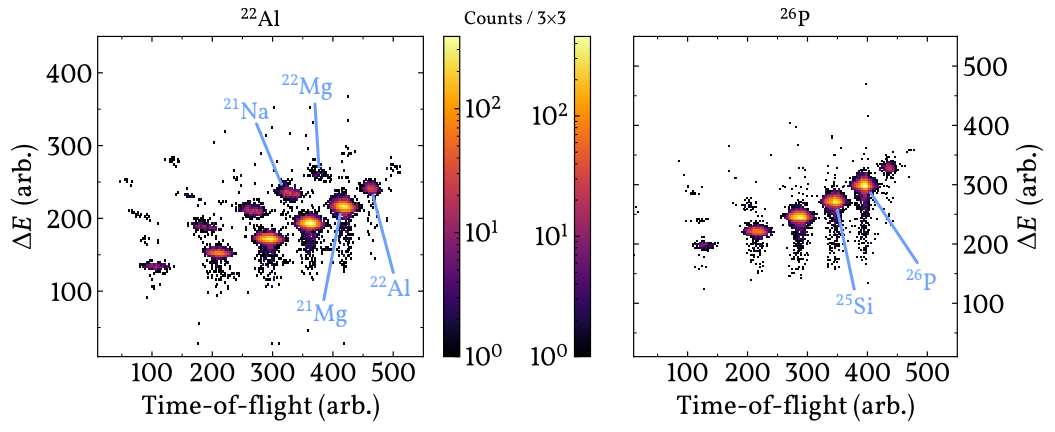 ²²Al
Counts / 3×3
²⁶P
400
300
200
100
ΔE (arb.)
²²Mg
²¹Na
²¹Mg
²²Al
100 200 300 400 500
Time-of-flight (arb.)
10²
10¹
10⁰
10²
10¹
10⁰
²⁵Si
²⁶P
100 200 300 400 500
Time-of-flight (arb.)
500
400
300
200
100
ΔE (arb.)